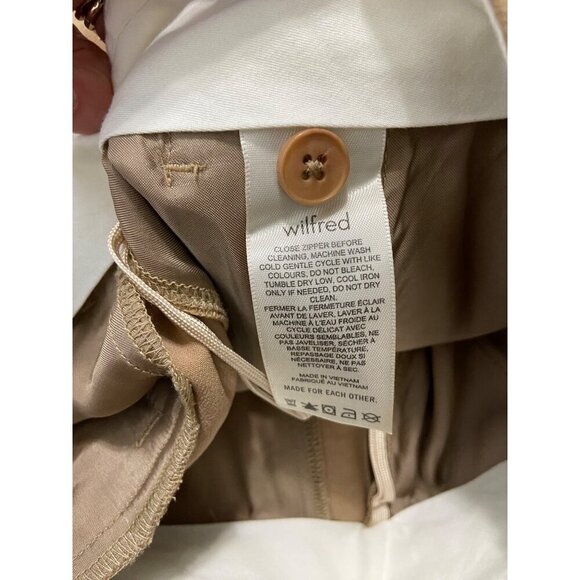 wilfred
CLOSE ZIPPER BEFORE
CLEANING, MACHINE WASH
COLD GENTLE CYCLE WITH LIKE
COLOURS, DO NOT BLEACH,
TUMBLE DRY LOW, COOL IRON
ONLY IF NEEDED, DO NOT DRY
CLEAN.
FERMER LA FERMETURE ÉCLAIR
AVANT DE LAVER, LAVER À LA
MACHINE À L'EAU FROIDE AU
CYCLE DÉLICAT AVEC
COULEURS SEMBLABLES, NE
PAS JAVELISER, SÉCHER À
BASSE TEMPÉRATURE,
REPASSAGE DOUX SI
NÉCESSAIRE, NE PAS
NETTOYER À SEC.
MADE IN VIETNAM
FABRIQUÉ AU VIETNAM
MADE FOR EACH OTHER.